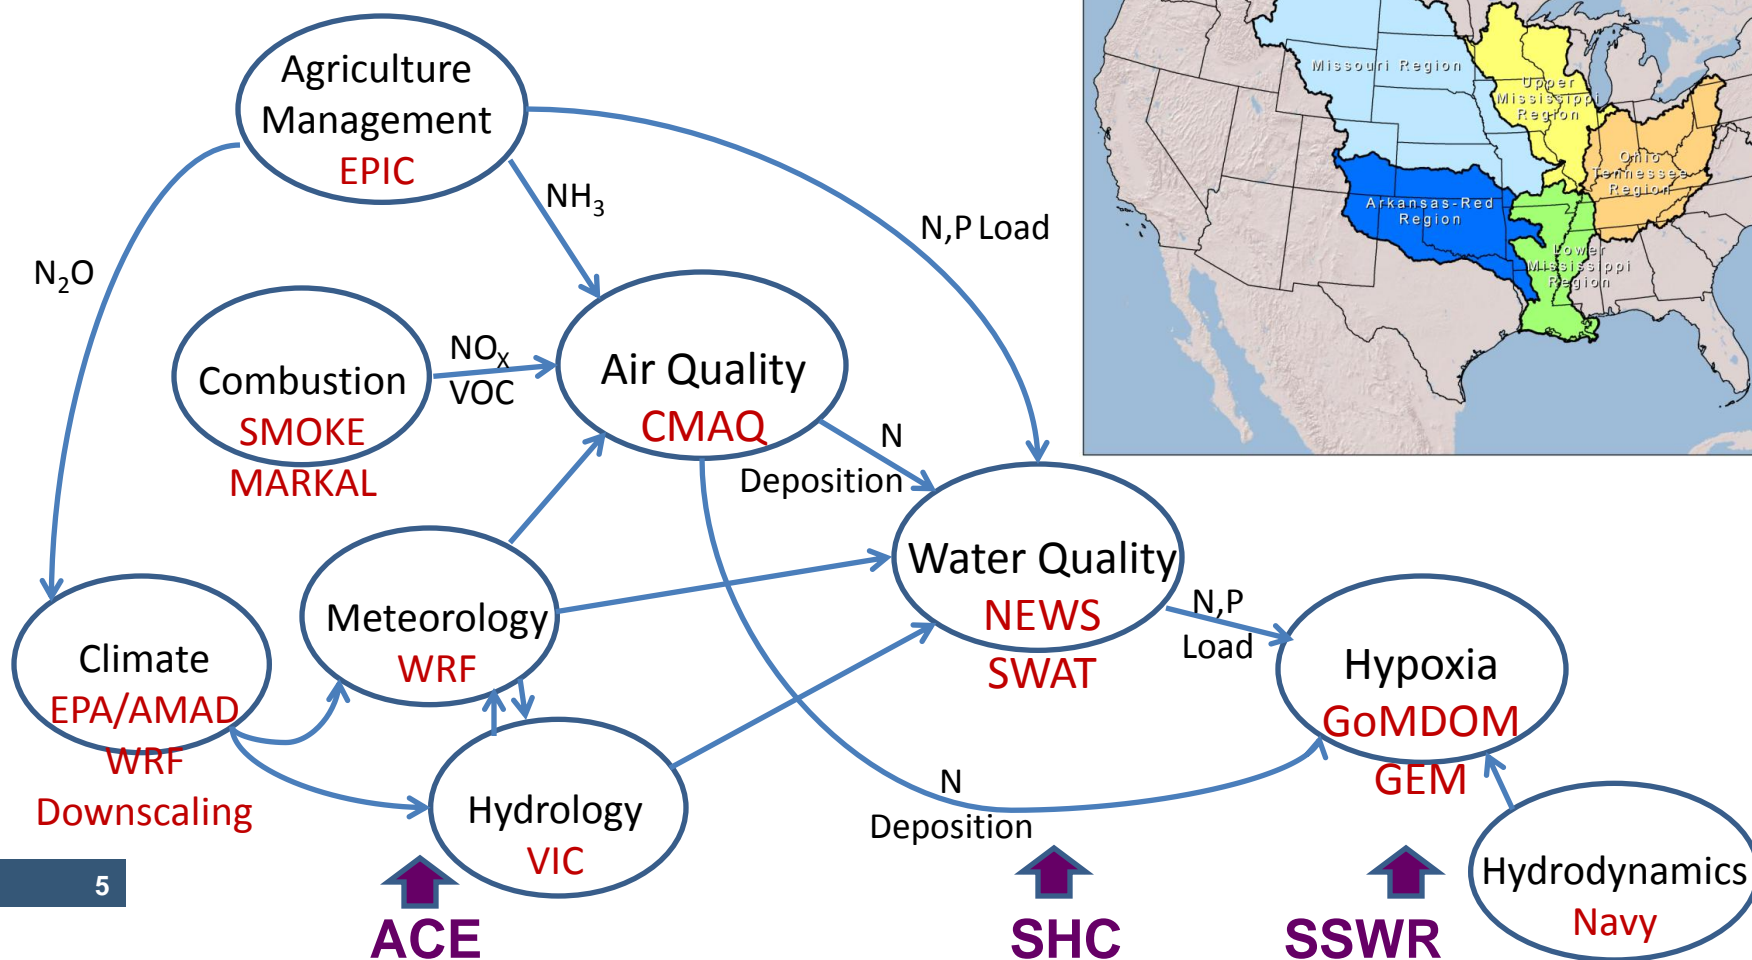 Agriculture
Management
EPIC
NH₃
N,P Load
N₂O
Combustion
SMOKE
MARKAL
NOₓ
VOC
Air Quality
CMAQ
N
Deposition
Meteorology
WRF
Water Quality
NEWS
SWAT
Climate
EPA/AMAD
WRF
Downscaling
Hydrology
VIC
N
Deposition
N,P
Load
Hypoxia
GoMDOM
GEM
Hydrodynamics
Navy
5
ACE
SHC
SSWR
Missouri Region
Upper
Mississippi
Region
Ohio
Tennessee
Region
Arkansas-Red
Region
Lower
Mississippi
Region